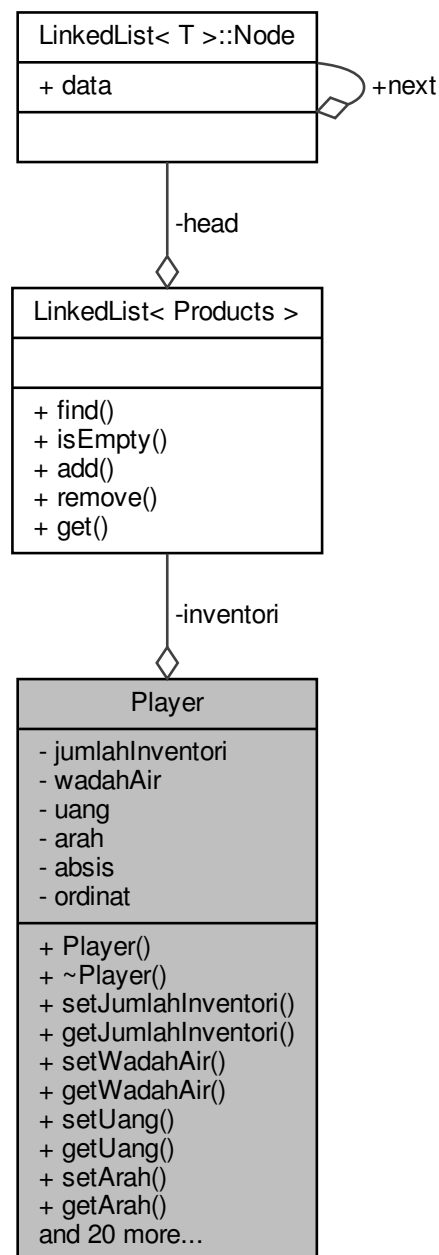 LinkedList< T >::Node
+ data
+next
-head
LinkedList< Products >
+ find()
+ isEmpty()
+ add()
+ remove()
+ get()
-inventori
Player
- jumlahInventori
- wadahAir
- uang
- arah
- absis
- ordinat
+ Player()
+ ~Player()
+ setJumlahInventori()
+ getJumlahInventori()
+ setWadahAir()
+ getWadahAir()
+ setUang()
+ getUang()
+ setArah()
+ getArah()
and 20 more...